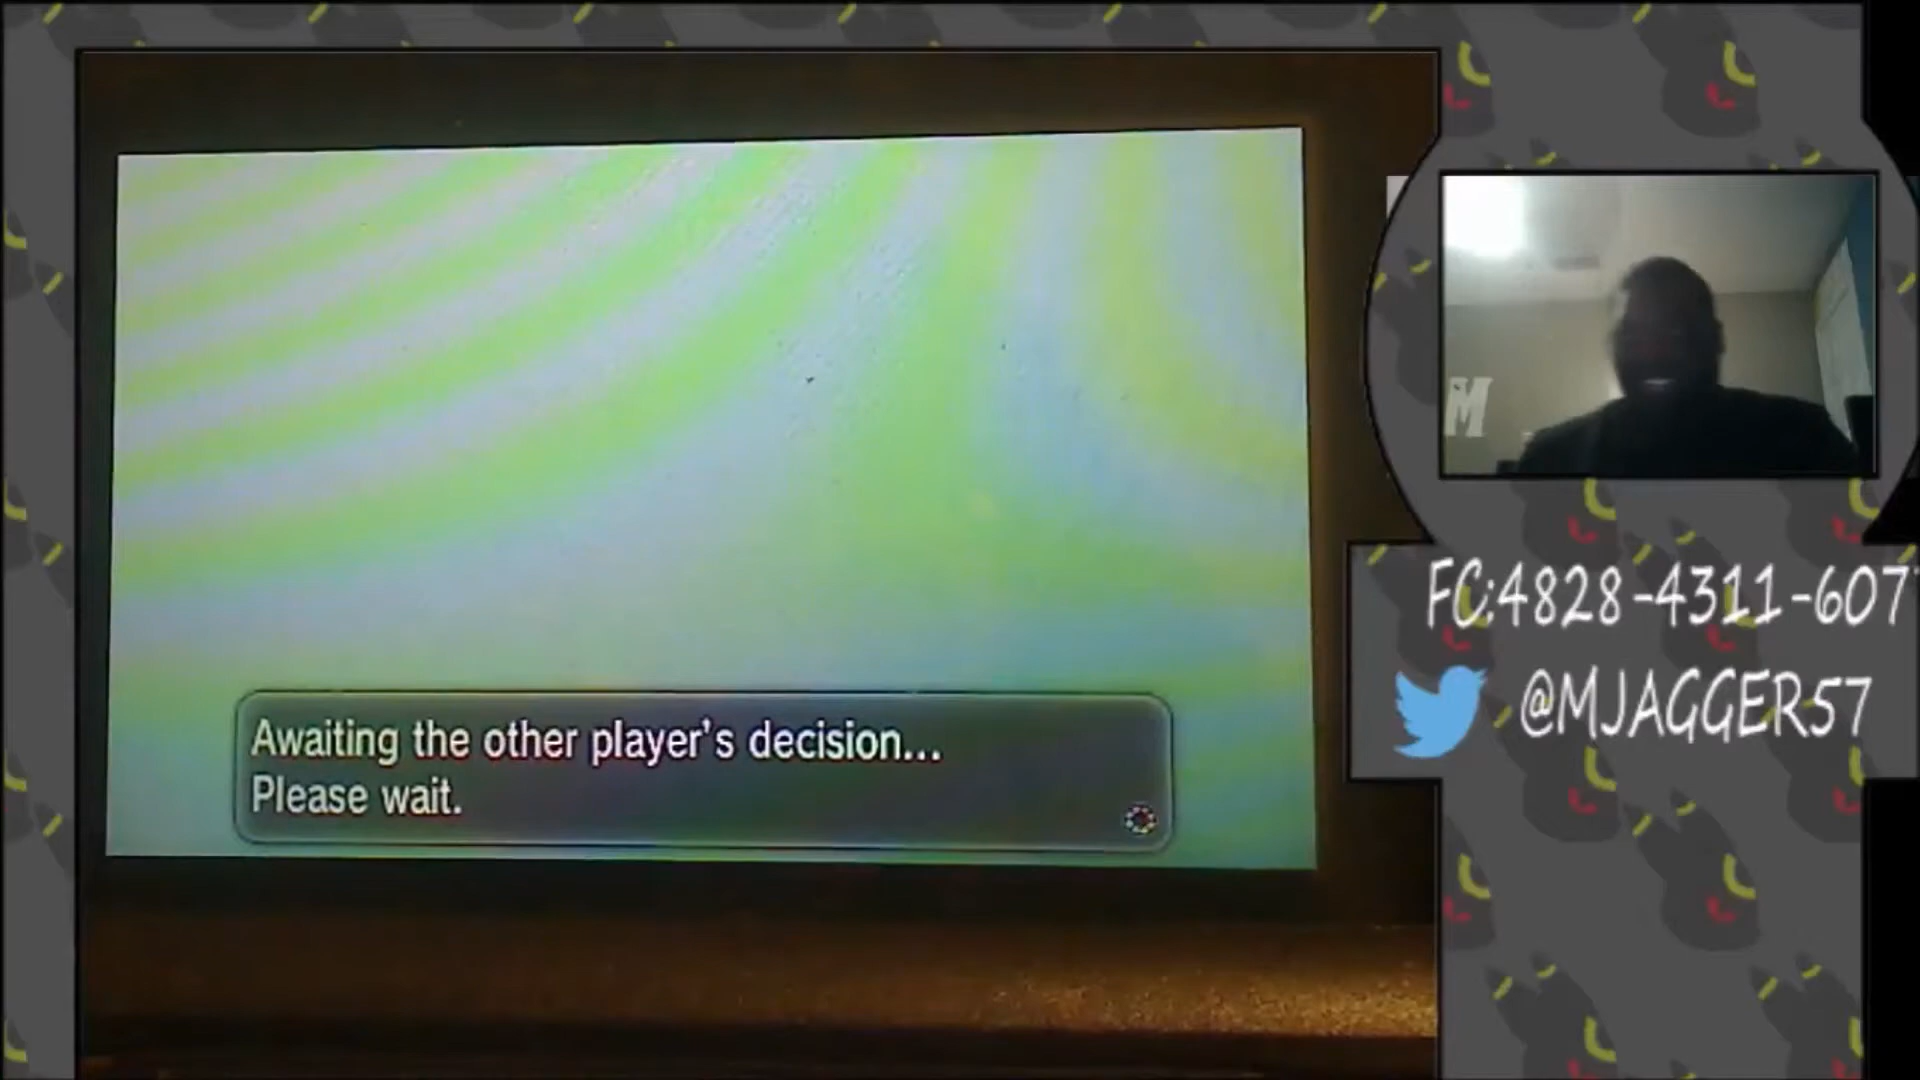 Awaiting the other player's decision...
Please wait.
M
FC:4828-4311-607
@MJAGGER57